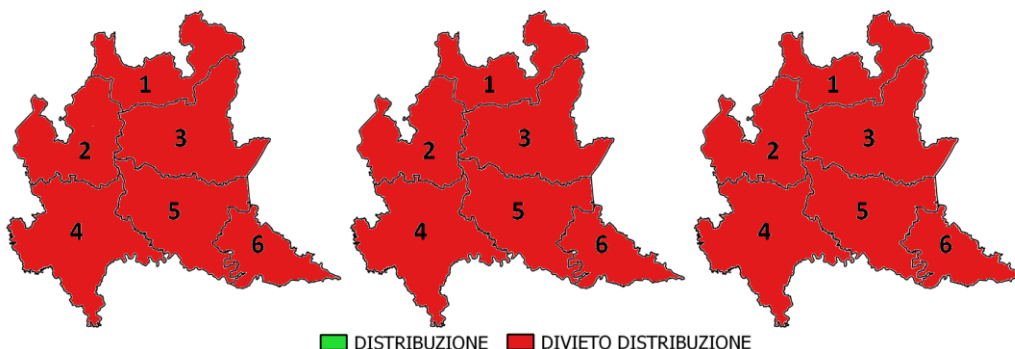 1 1 1
2 3 2 3 2 3
4 5 6 4 5 6 4 5 6
DISTRIBUZIONE DIVIETO DISTRIBUZIONE